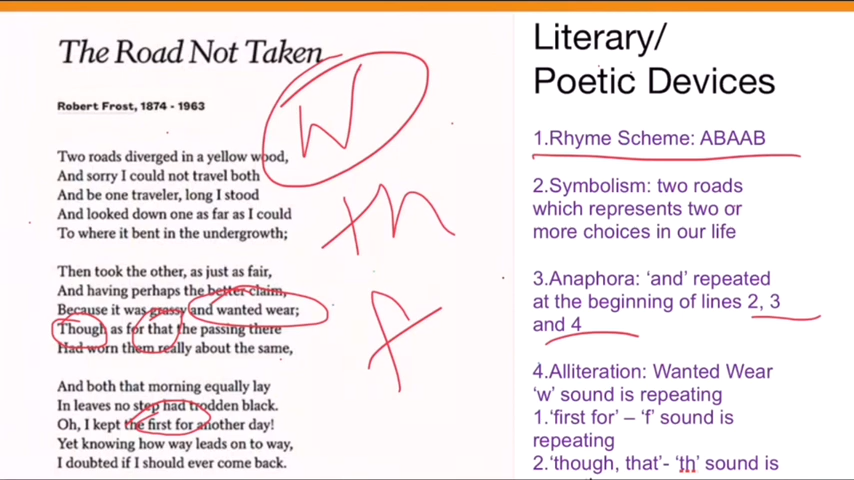 The Road Not Taken
Robert Frost, 1874 - 1963
Two roads diverged in a yellow wood,
And sorry I could not travel both
And be one traveler, long I stood
And looked down one as far as I could
To where it bent in the undergrowth;
Then took the other, as just as fair,
And having perhaps the better claim,
Because it was grassy and wanted wear;
Though as for that the passing there
Had worn them really about the same,
And both that morning equally lay
In leaves no step had trodden black.
Oh, I kept the first for another day!
Yet knowing how way leads on to way,
I doubted if I should ever come back.
W
th
f
Literary/
Poetic Devices
1.Rhyme Scheme: ABAAB
2.Symbolism: two roads
which represents two or
more choices in our life
3.Anaphora: ‘and’ repeated
at the beginning of lines 2, 3
and 4
4.Alliteration: Wanted Wear
‘w’ sound is repeating
1.‘first for’ – ‘f’ sound is
repeating
2.‘though, that’- ‘th’ sound is